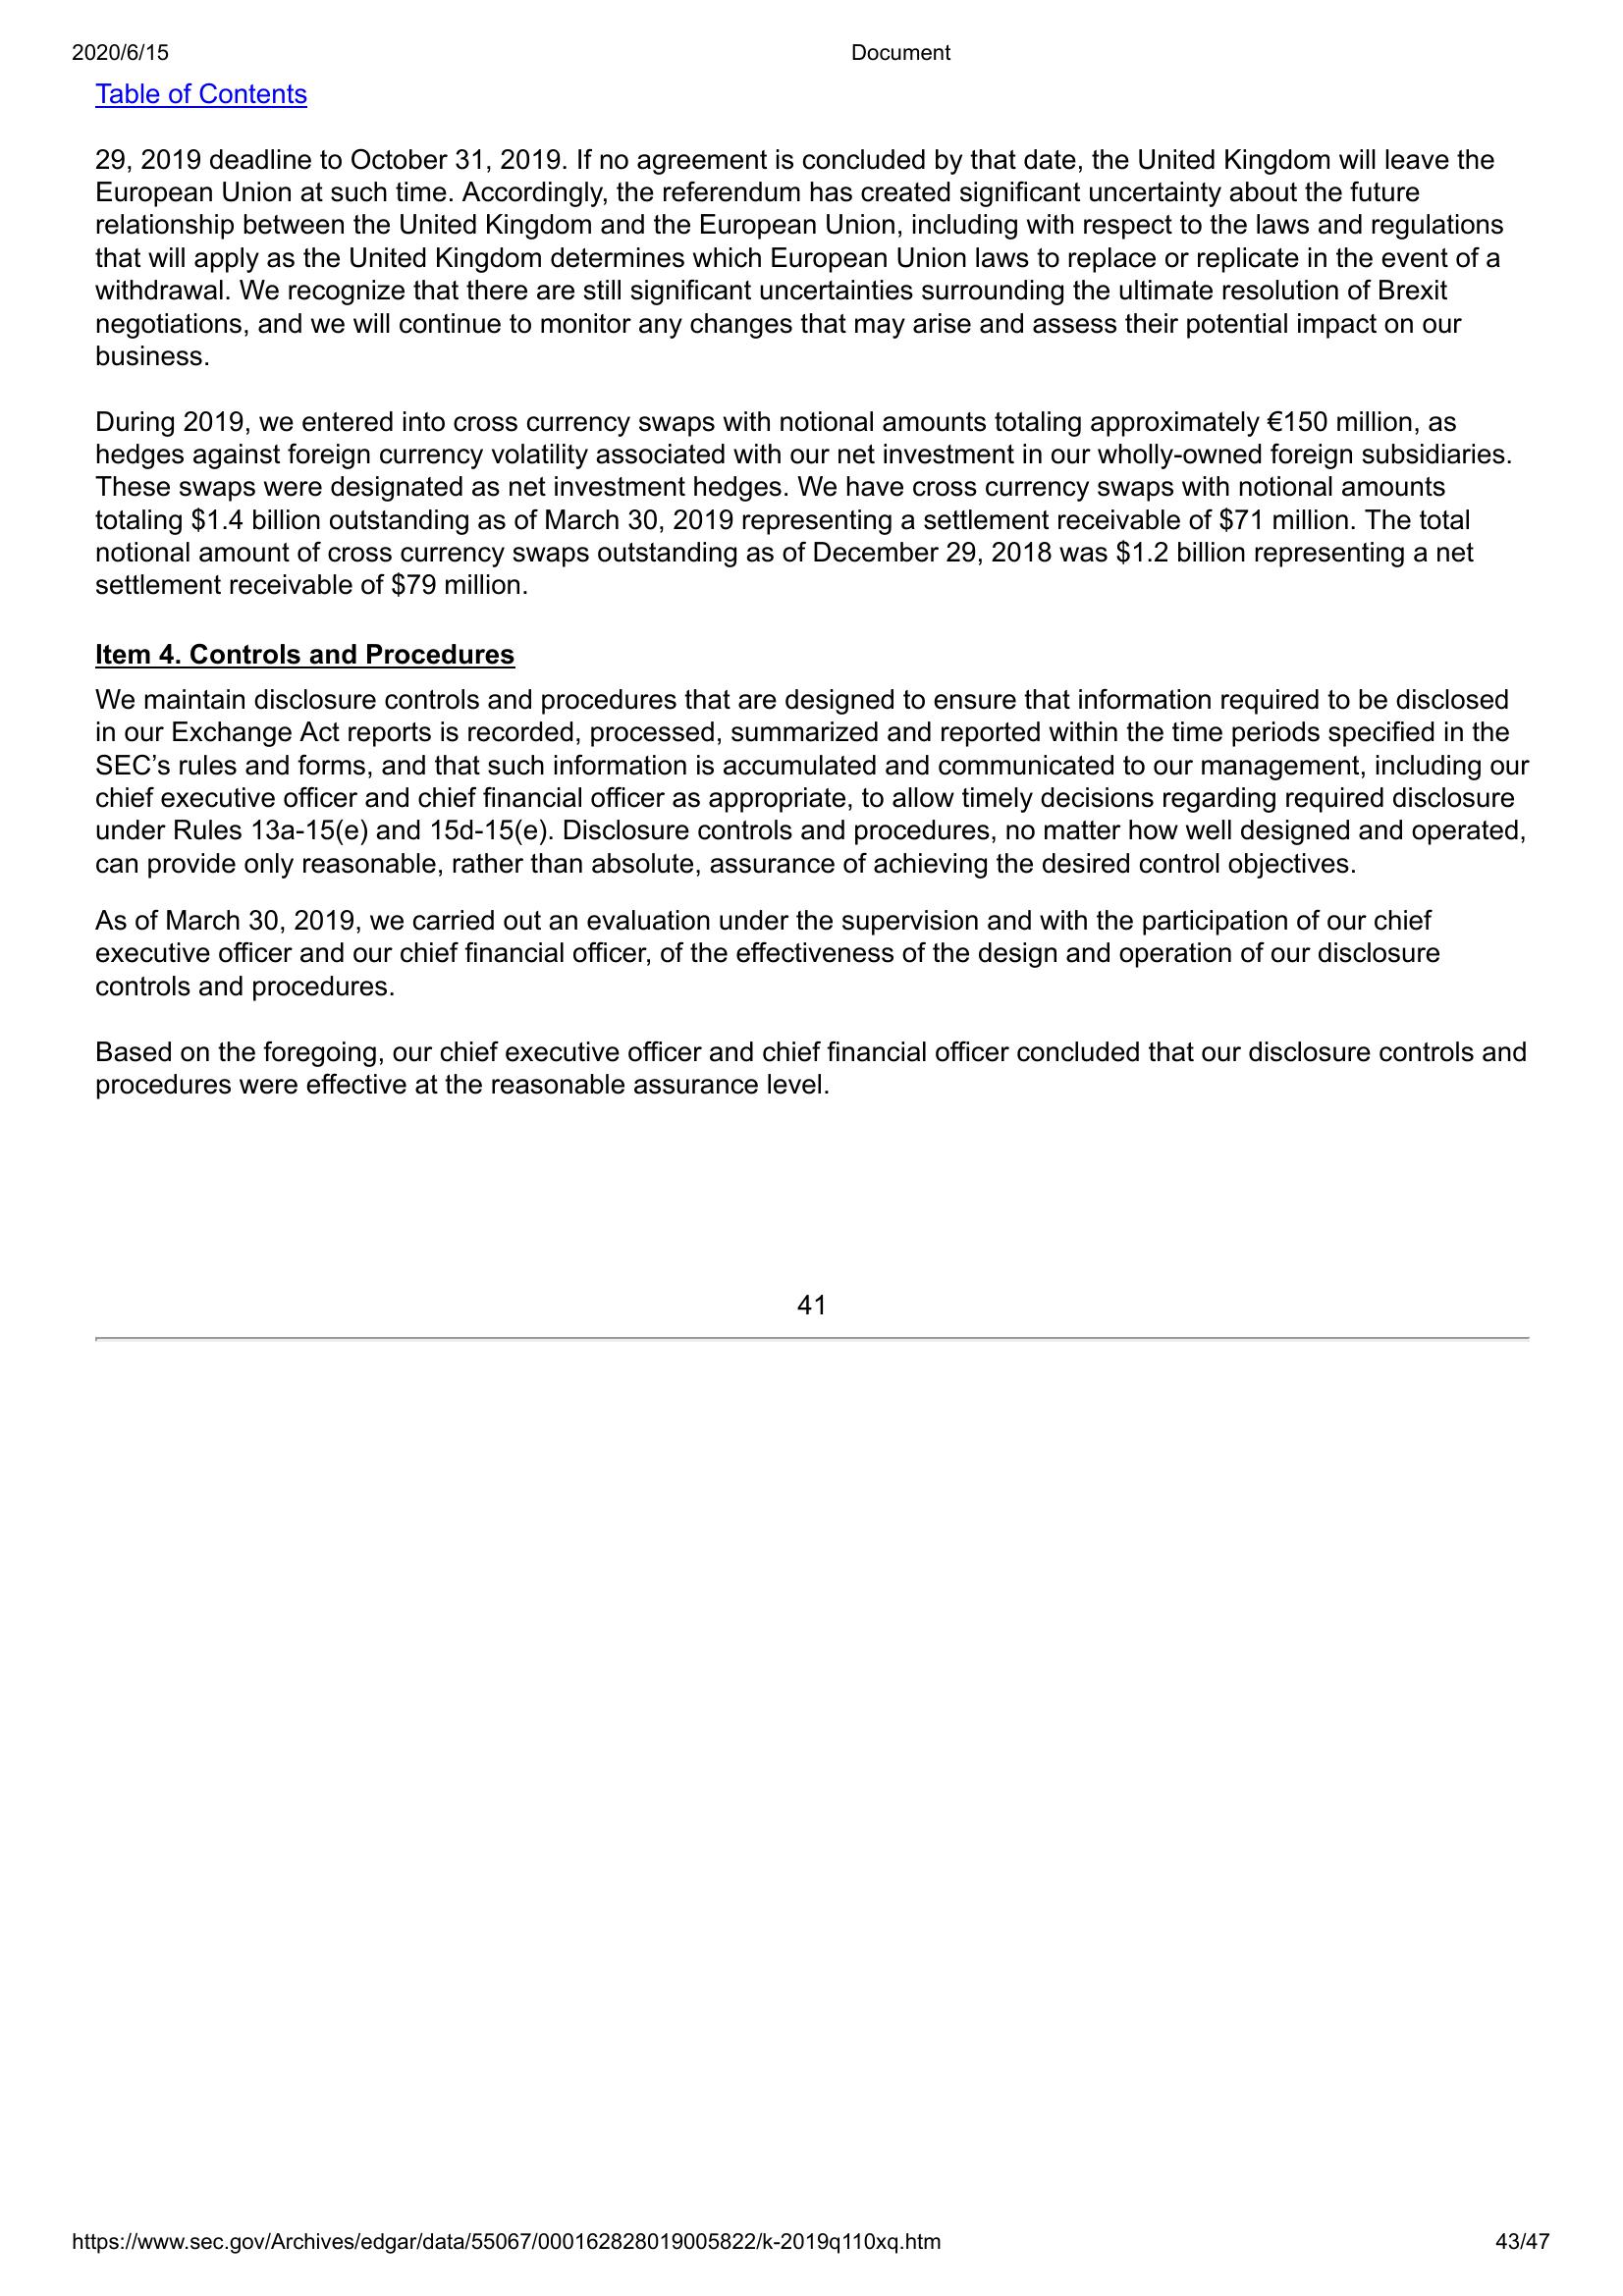 2020/6/15 Document
Table of Contents
29, 2019 deadline to October 31, 2019. If no agreement is concluded by that date, the United Kingdom will leave the
European Union at such time. Accordingly, the referendum has created significant uncertainty about the future
relationship between the United Kingdom and the European Union, including with respect to the laws and regulations
that will apply as the United Kingdom determines which European Union laws to replace or replicate in the event of a
withdrawal. We recognize that there are still significant uncertainties surrounding the ultimate resolution of Brexit
negotiations, and we will continue to monitor any changes that may arise and assess their potential impact on our
business.
During 2019, we entered into cross currency swaps with notional amounts totaling approximately €150 million, as
hedges against foreign currency volatility associated with our net investment in our wholly-owned foreign subsidiaries.
These swaps were designated as net investment hedges. We have cross currency swaps with notional amounts
totaling $1.4 billion outstanding as of March 30, 2019 representing a settlement receivable of $71 million. The total
notional amount of cross currency swaps outstanding as of December 29, 2018 was $1.2 billion representing a net
settlement receivable of $79 million.
Item 4. Controls and Procedures
We maintain disclosure controls and procedures that are designed to ensure that information required to be disclosed
in our Exchange Act reports is recorded, processed, summarized and reported within the time periods specified in the
SEC’s rules and forms, and that such information is accumulated and communicated to our management, including our
chief executive officer and chief financial officer as appropriate, to allow timely decisions regarding required disclosure
under Rules 13a-15(e) and 15d-15(e). Disclosure controls and procedures, no matter how well designed and operated,
can provide only reasonable, rather than absolute, assurance of achieving the desired control objectives.
As of March 30, 2019, we carried out an evaluation under the supervision and with the participation of our chief
executive officer and our chief financial officer, of the effectiveness of the design and operation of our disclosure
controls and procedures.
Based on the foregoing, our chief executive officer and chief financial officer concluded that our disclosure controls and
procedures were effective at the reasonable assurance level.
41
https://www.sec.gov/Archives/edgar/data/55067/000162828019005822/k-2019q110xq.htm 43/47